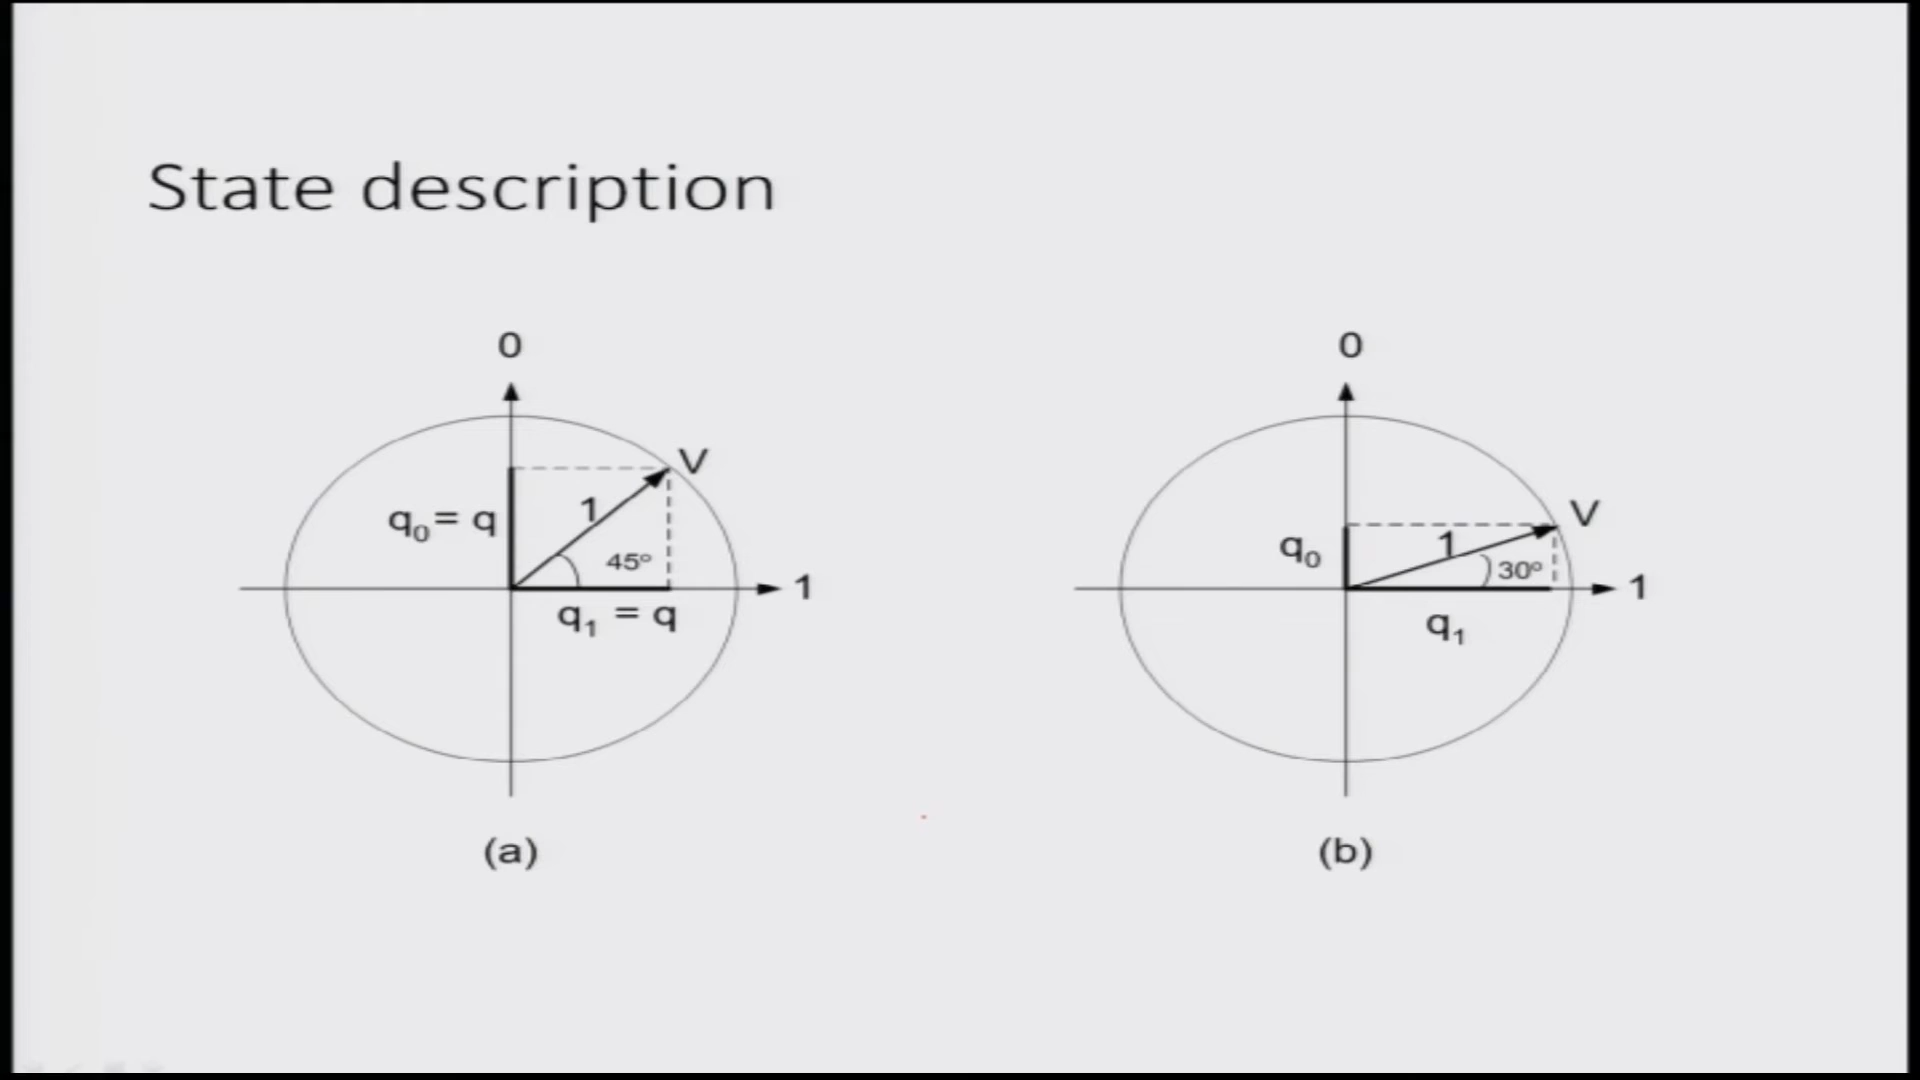 State description
0
V
q₀ = q
1
45°
1
q₁ = q
(a)
0
V
q₀
1
30°
1
q₁
(b)